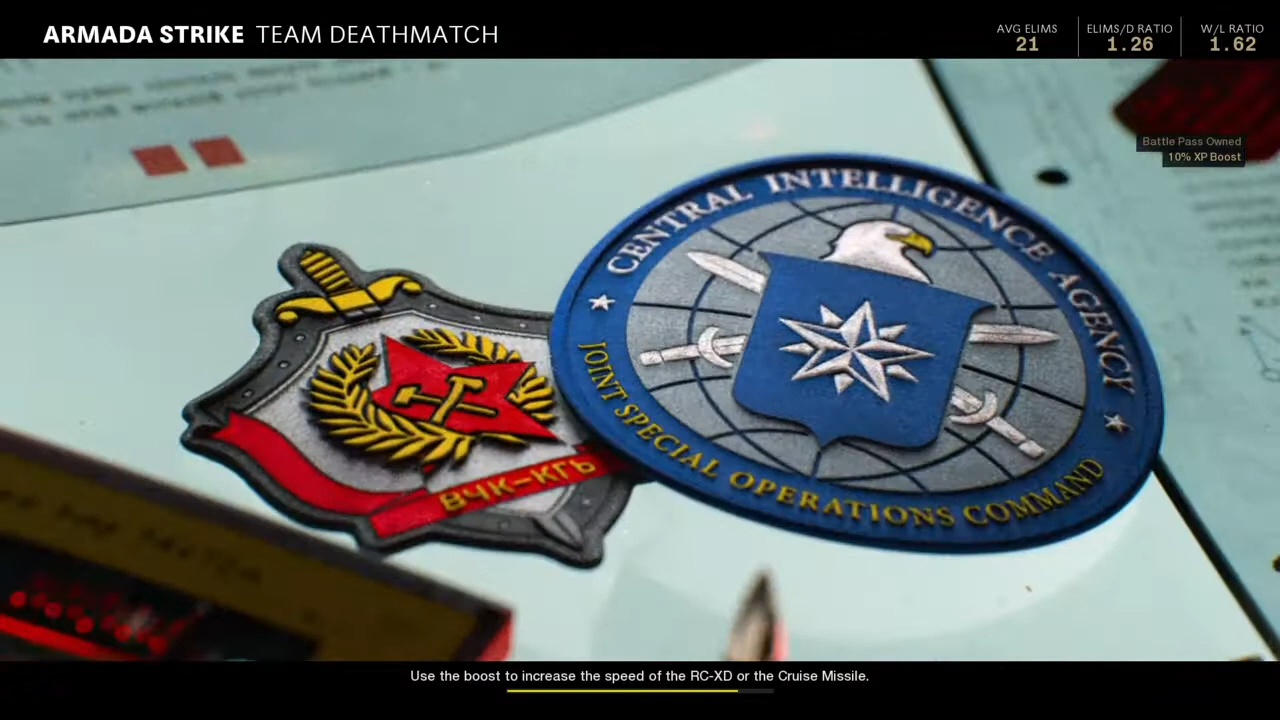 ARMADA STRIKE TEAM DEATHMATCH
AVG ELIMS
21
ELIMS/D RATIO
1.26
W/L RATIO
1.62
Battle Pass Owned
10% XP Boost
CENTRAL INTELLIGENCE AGENCY
JOINT SPECIAL OPERATIONS COMMAND
ВЧК–КГЬ
Use the boost to increase the speed of the RC-XD or the Cruise Missile.